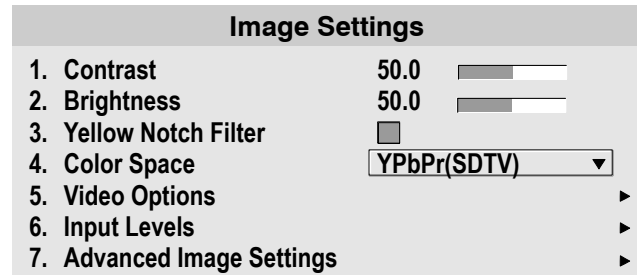 Image Settings
1. Contrast 50.0
2. Brightness 50.0
3. Yellow Notch Filter
4. Color Space YPbPr(SDTV)
5. Video Options
6. Input Levels
7. Advanced Image Settings